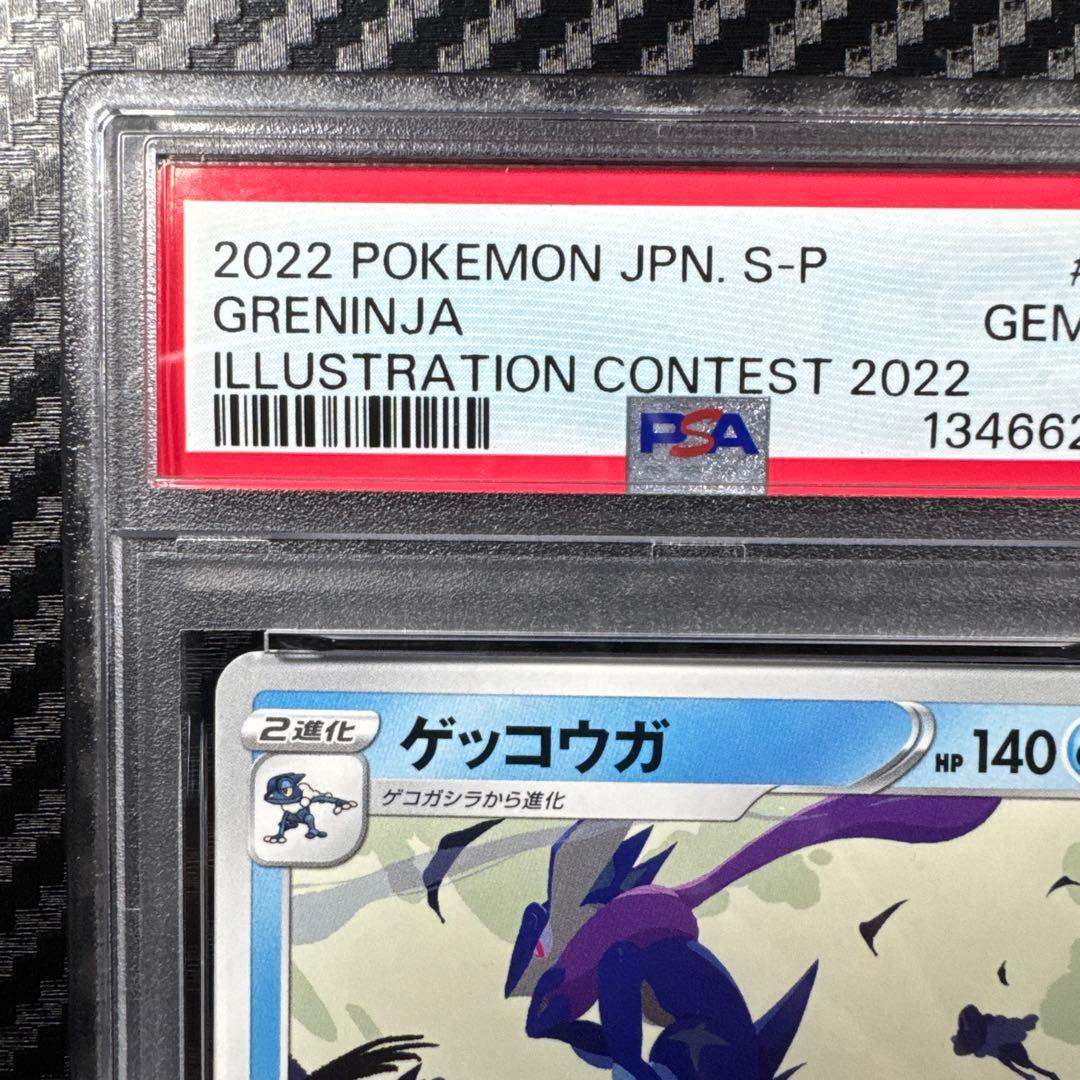 2022 POKEMON JPN. S-P #
GRENINJA GEM
ILLUSTRATION CONTEST 2022
PSA 134662
2進化 ゲッコウガ HP 140
ゲコガシラから進化